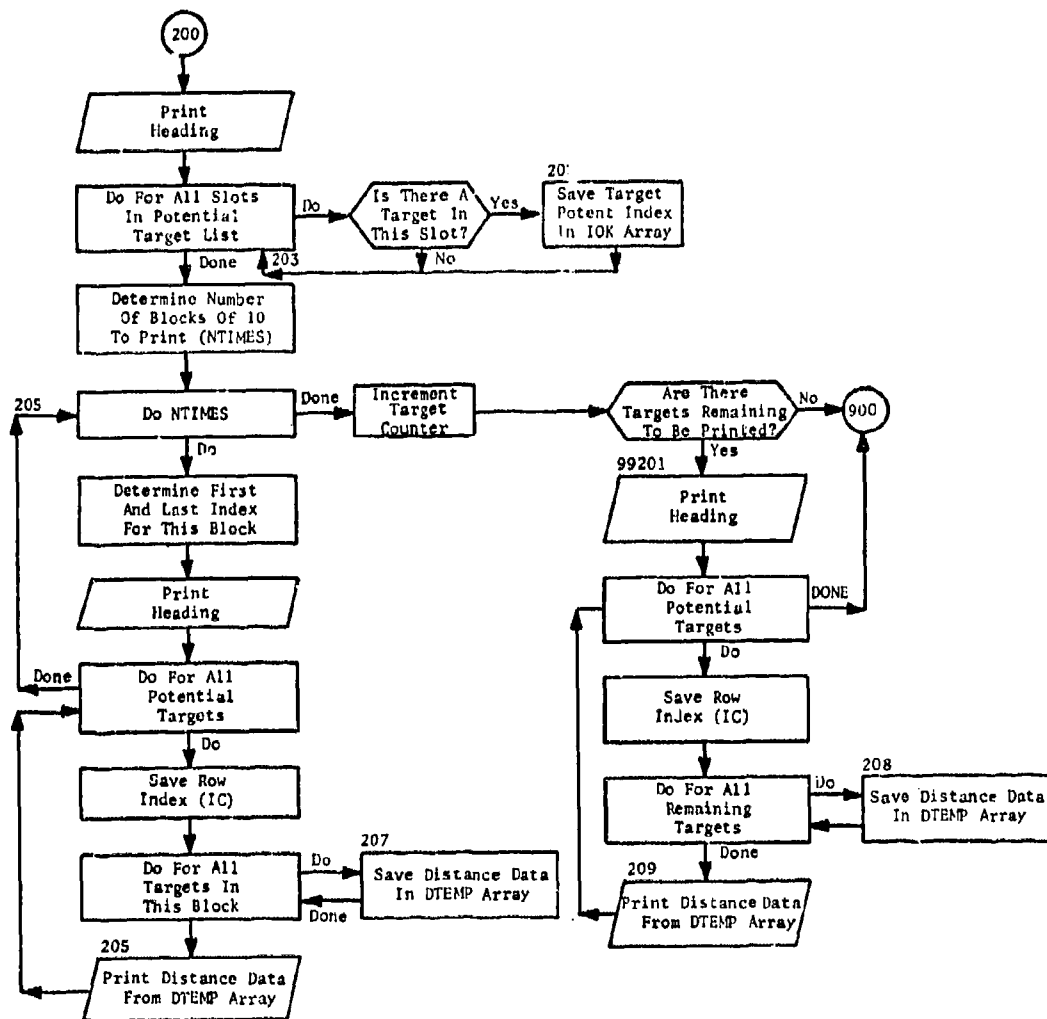 200
Print
Heading
Do For All Slots
In Potential
Target List
Do
Is There A
Target In
This Slot?
Yes
Save Target
Potent Index
In IOK Array
No
203
Done
Determine Number
Of Blocks Of 10
To Print (NTIMES)
205
Do NTIMES
Done
Increment
Target
Counter
Are There
Targets Remaining
To Be Printed?
No
900
Yes
Do
Determine First
And Last Index
For This Block
99201
Print
Heading
Print
Heading
Do For All
Potential
Targets
DONE
Do
Done
Do For All
Potential
Targets
Do
Save Row
Index (IC)
Save Row
Index (IC)
Do For All
Remaining
Targets
Do
208
Save Distance Data
In DTEMP Array
Done
Do For All
Targets In
This Block
Do
Done
207
Save Distance Data
In DTEMP Array
209
Print Distance Data
From DTEMP Array
205
Print Distance Data
From DTEMP Array